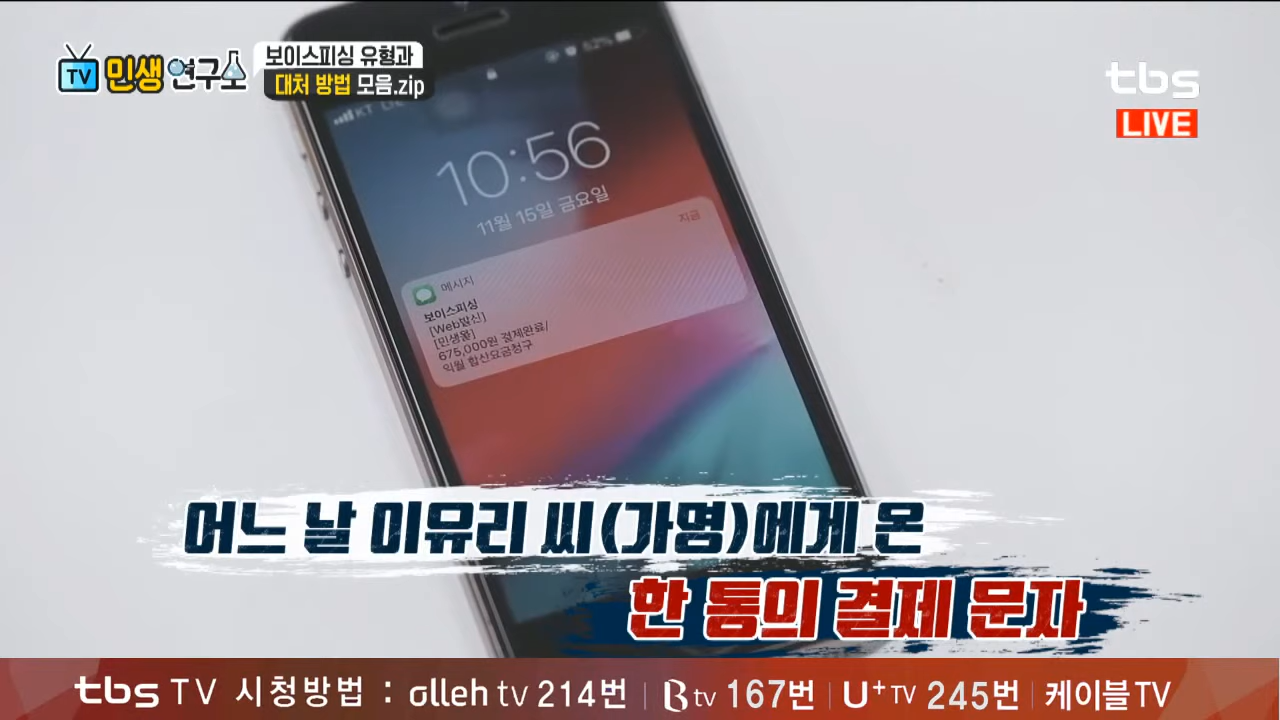 TV 민생연구소
보이스피싱 유형과
대처 방법 모음.zip
tbs
LIVE
KT LTE
62%
10:56
11월 15일 금요일
메시지
지금
보이스피싱
[Web발신]
[민생몰]
675,000원 결제완료/
익월 합산요금청구
어느 날 이유리 씨(가명)에게 온
한 통의 결제 문자
tbs TV 시청방법 : olleh tv 214번 | B tv 167번 | U+TV 245번 | 케이블TV